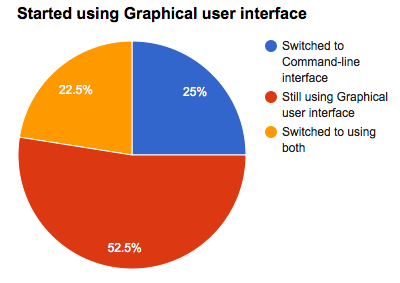 Started using Graphical user interface
Switched to
Command-line
interface
Still using Graphical
user interface
Switched to using
both
22.5%
25%
52.5%